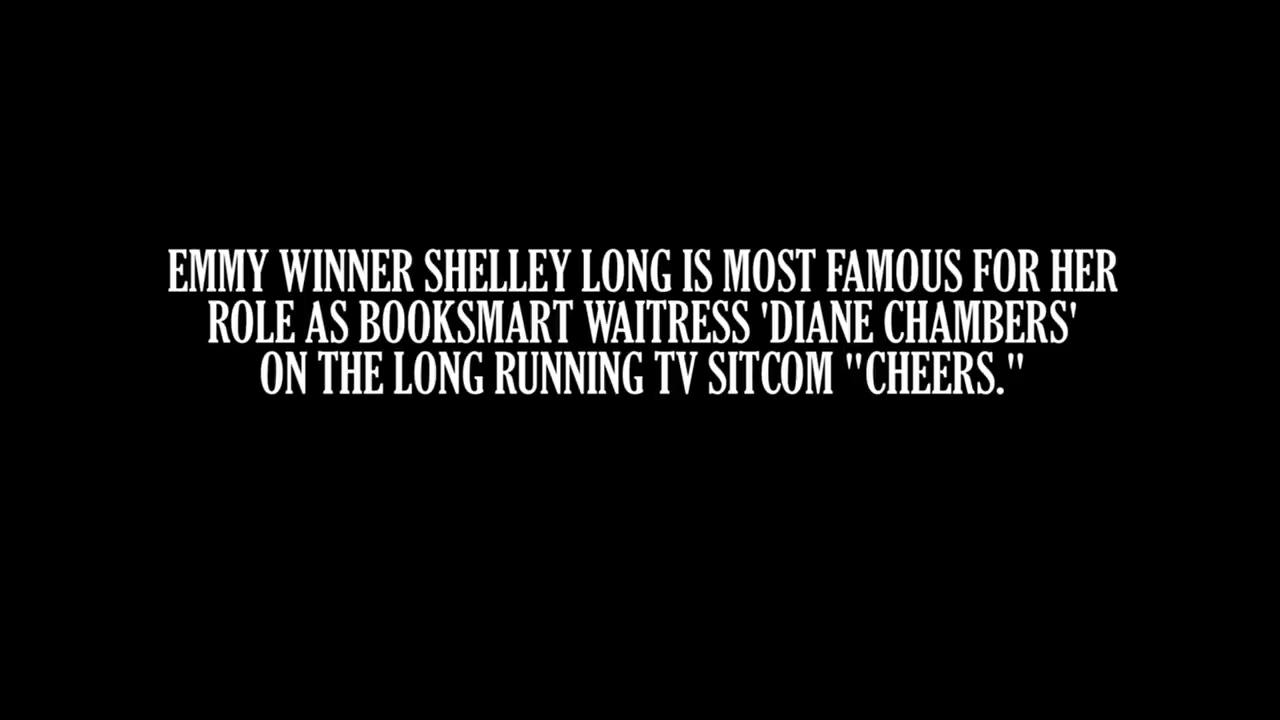 EMMY WINNER SHELLEY LONG IS MOST FAMOUS FOR HER
ROLE AS BOOKSMART WAITRESS 'DIANE CHAMBERS'
ON THE LONG RUNNING TV SITCOM "CHEERS."